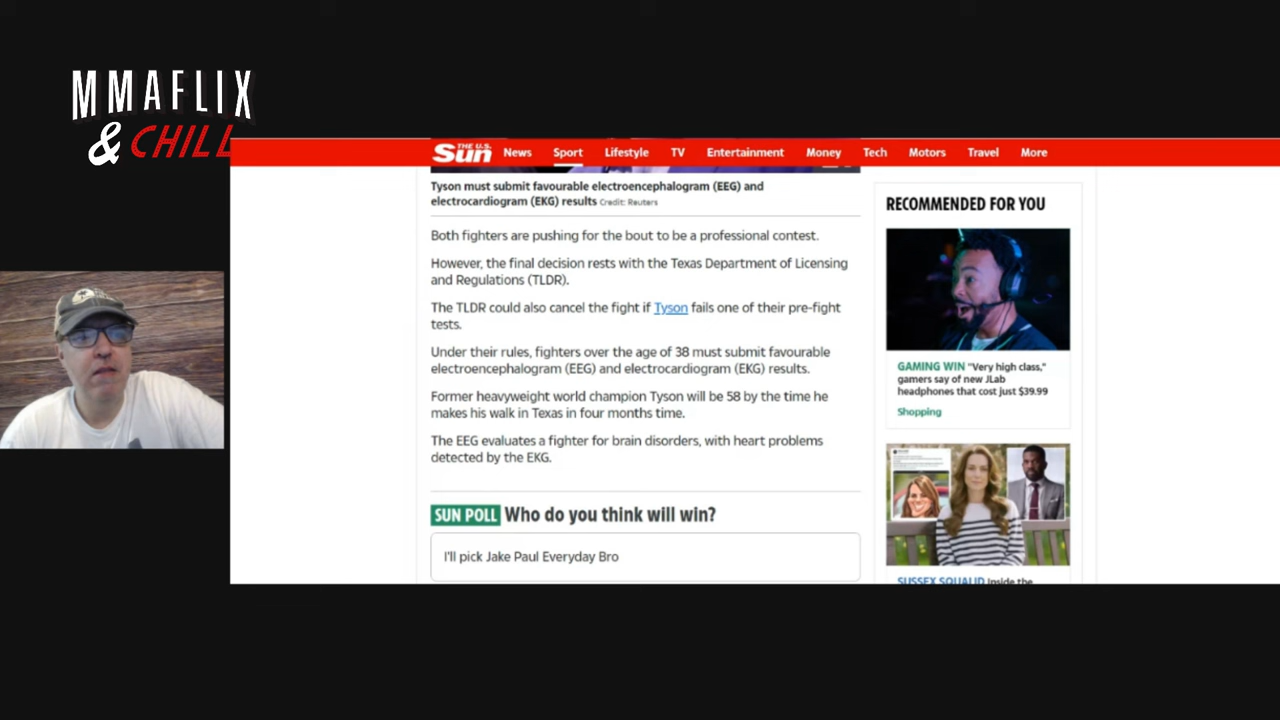 MMAFLIX
& CHILL
THE U.S. Sun News Sport Lifestyle TV Entertainment Money Tech Motors Travel More
Tyson must submit favourable electroencephalogram (EEG) and
electrocardiogram (EKG) results Credit: Reuters
Both fighters are pushing for the bout to be a professional contest.
However, the final decision rests with the Texas Department of Licensing
and Regulations (TLDR).
The TLDR could also cancel the fight if Tyson fails one of their pre-fight
tests.
Under their rules, fighters over the age of 38 must submit favourable
electroencephalogram (EEG) and electrocardiogram (EKG) results.
Former heavyweight world champion Tyson will be 58 by the time he
makes his walk in Texas in four months time.
The EEG evaluates a fighter for brain disorders, with heart problems
detected by the EKG.
SUN POLL Who do you think will win?
I'll pick Jake Paul Everyday Bro
RECOMMENDED FOR YOU
GAMING WIN "Very high class,"
gamers say of new JLab
headphones that cost just $39.99
Shopping
SUSSEX SQUALID Inside the